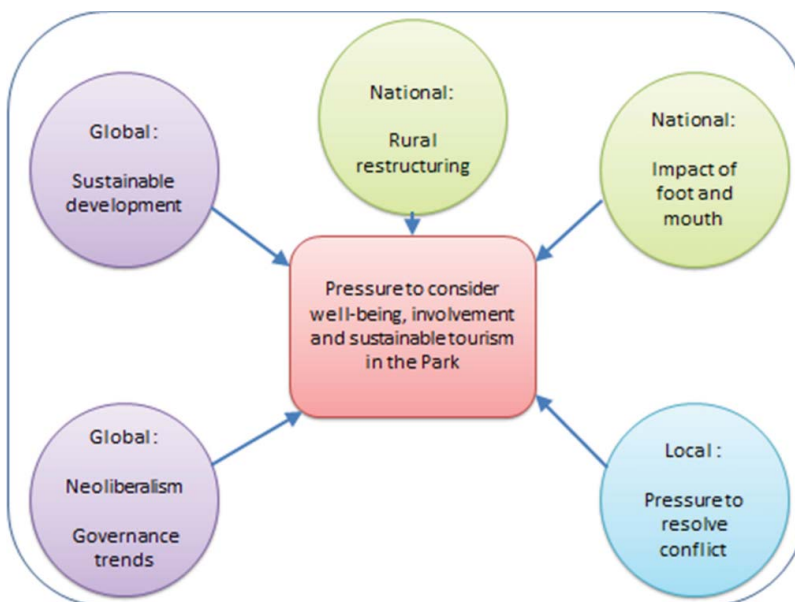 Global:
Sustainable
development
National:
Rural
restructuring
National:
Impact of
foot and
mouth
Pressure to consider
well-being, involvement
and sustainable tourism
in the Park
Global:
Neoliberalism
Governance
trends
Local :
Pressure to
resolve
conflict